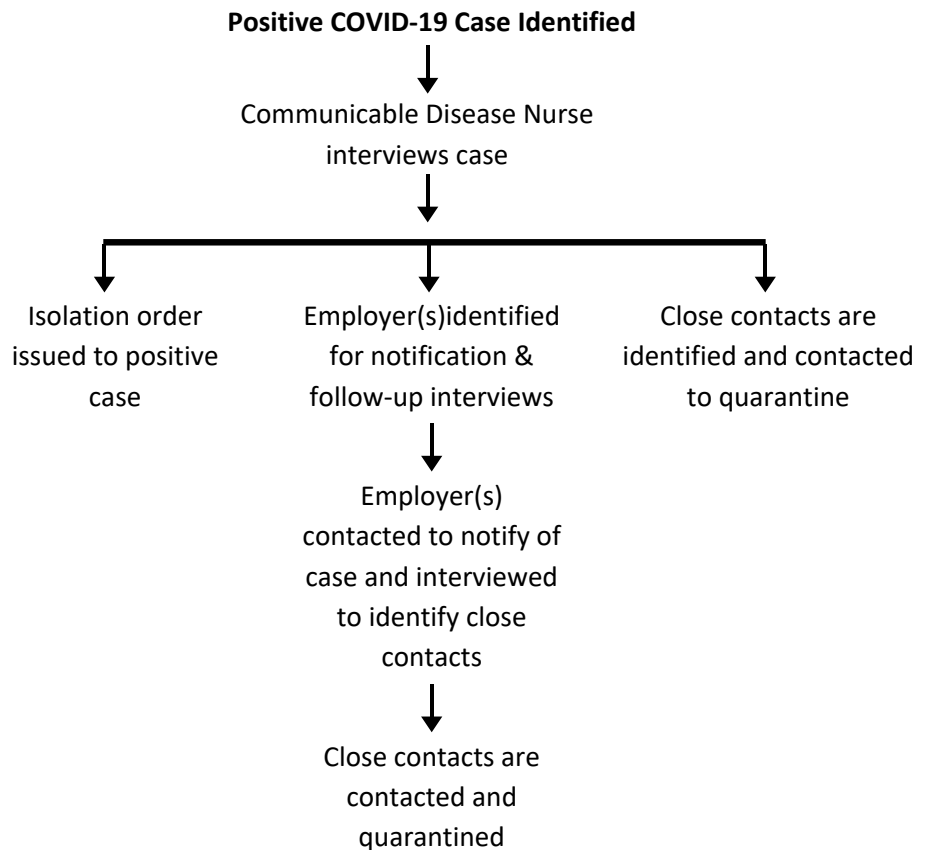 Positive COVID-19 Case Identified
Communicable Disease Nurse
interviews case
Isolation order
issued to positive
case
Employer(s)identified
for notification &
follow-up interviews
Close contacts are
identified and contacted
to quarantine
Employer(s)
contacted to notify of
case and interviewed
to identify close
contacts
Close contacts are
contacted and
quarantined